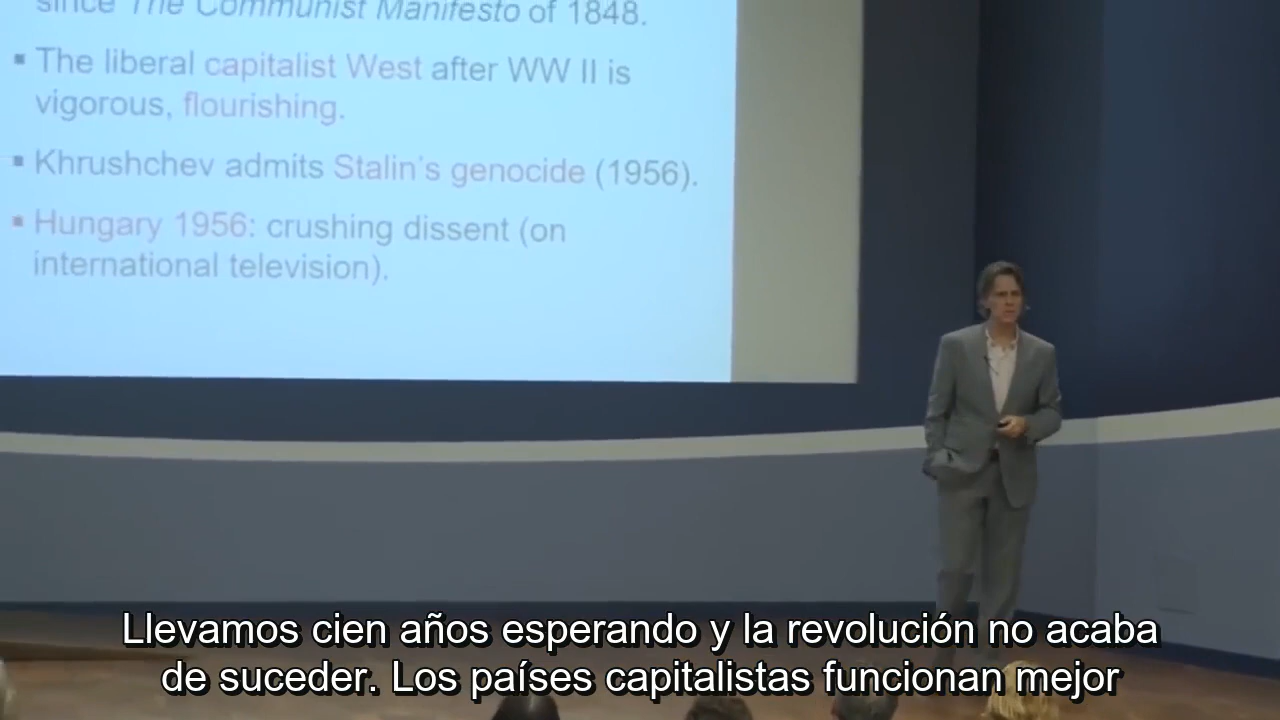 since The Communist Manifesto of 1848.
▪ The liberal capitalist West after WW II is
vigorous, flourishing.
▪ Khrushchev admits Stalin's genocide (1956).
▪ Hungary 1956: crushing dissent (on
international television).
Llevamos cien años esperando y la revolución no acaba
de suceder. Los países capitalistas funcionan mejor